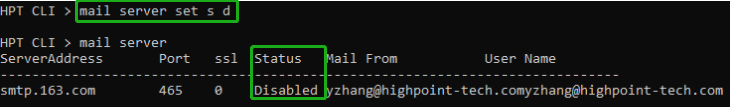 HPT CLI > mail server set s d
HPT CLI > mail server
ServerAddress Port ssl Status Mail From User Name
--------------------------------------------------------------------------------
smtp.163.com 465 0 Disabled yzhang@highpoint-tech.comyzhang@highpoint-tech.com